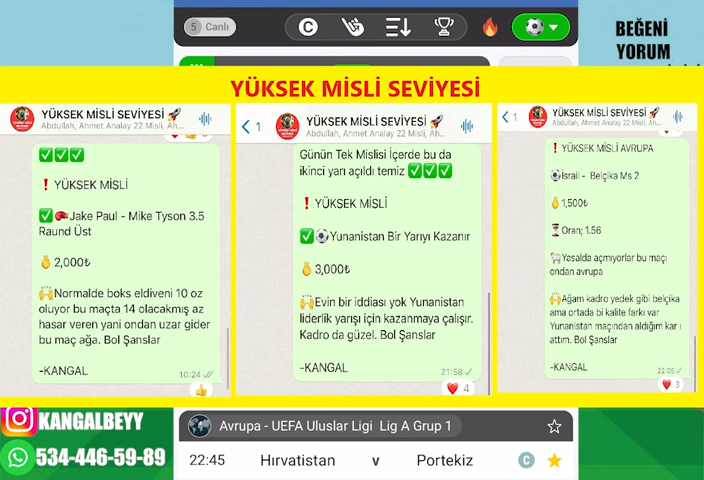 5 Canlı
C
BEĞENİ
YORUM
YÜKSEK MİSLİ SEVİYESİ
YÜKSEK MİSLİ SEVİYESİ 🚀
Abdullah, Ahmet Analay 22 Misli, Ah...
✅✅✅
❗ YÜKSEK MİSLİ
✅🥊Jake Paul - Mike Tyson 3.5
Raund Üst
🥇2,000₺
🙌Normalde boks eldiveni 10 oz
oluyor bu maçta 14 olacakmış az
hasar veren yani ondan uzar gider
bu maç ağa. Bol Şanslar
-KANGAL
10:24
1
YÜKSEK MİSLİ SEVİYESİ 🚀
Abdullah, Ahmet Analay 22 Misli, Ah...
Günün Tek Mislisi İçerde bu da
ikinci yarı açıldı temiz ✅✅✅
❗ YÜKSEK MİSLİ
✅⚽Yunanistan Bir Yarıyı Kazanır
🥇3,000₺
🙌Evin bir iddiası yok Yunanistan
liderlik yarışı için kazanmaya çalışır.
Kadro da güzel. Bol Şanslar
-KANGAL
21:58
❤️ 4
1
YÜKSEK MİSLİ SEVİYESİ 🚀
Abdullah, Ahmet Analay 22 Misli, Ah...
❗ YÜKSEK MİSLİ AVRUPA
⚽İsrail - Belçika Ms 2
🥇1,500₺
⏳Oran; 1.56
🐑Yasalda açmıyorlar bu maçı
ondan avrupa
🙌Ağam kadro yedek gibi belçika
ama ortada bi kalite farkı var
Yunanistan maçından aldığım kar ı
attım. Bol Şanslar
-KANGAL
22:05
❤️ 3
KANGALBEYY
534-446-59-89
Avrupa - UEFA Uluslar Ligi Lig A Grup 1
22:45 Hırvatistan v Portekiz C